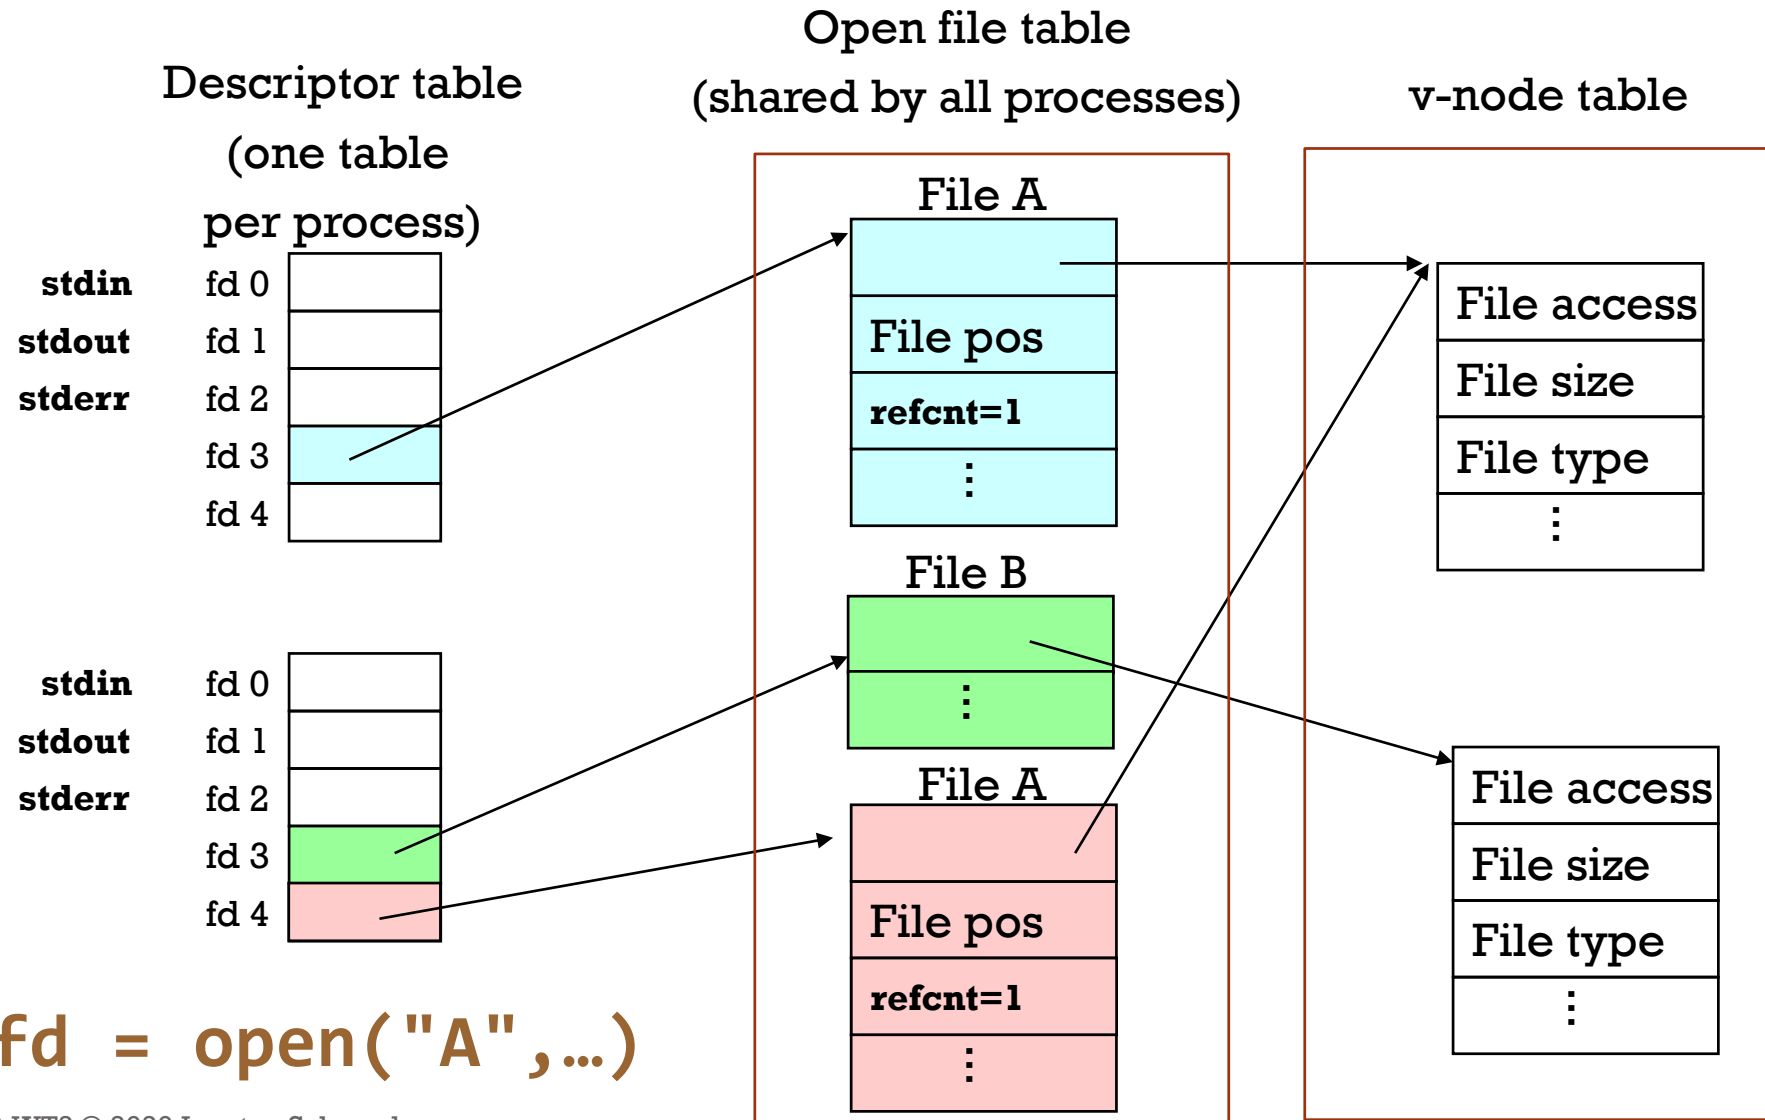 Open file table
(shared by all processes)
Descriptor table
(one table
per process)
v-node table
stdin fd 0
stdout fd 1
stderr fd 2
fd 3
fd 4
File A
File pos
refcnt=1
⋮
File access
File size
File type
⋮
stdin fd 0
stdout fd 1
stderr fd 2
fd 3
fd 4
File B
⋮
File A
File pos
refcnt=1
⋮
File access
File size
File type
⋮
fd = open("A",…)